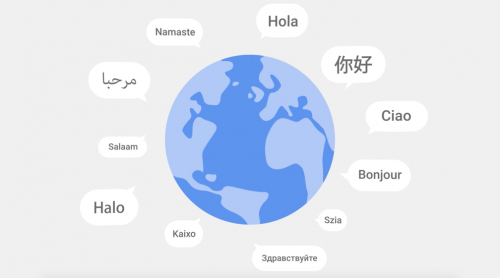 Hola
Namaste
你好
مرحبا
Ciao
Salaam
Bonjour
Halo
Szia
Kaixo
Здравствуйте